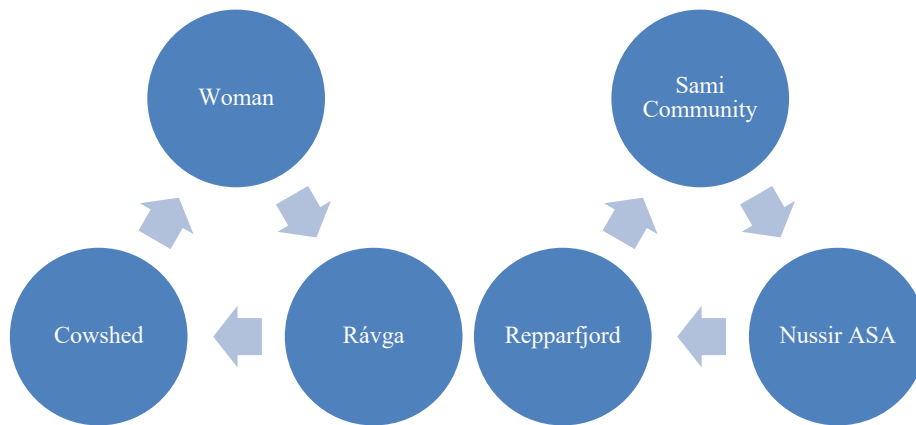 Woman
Sami
Community
Cowshed
Rávga
Repparfjord
Nussir ASA